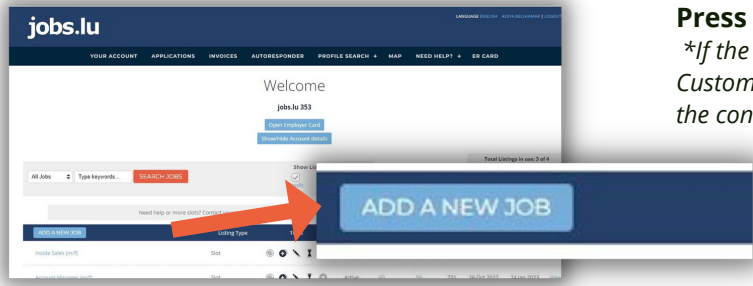 jobs.lu
LANGUAGE ENGLISH
LOGOUT
YOUR ACCOUNT APPLICATIONS INVOICES AUTORESPONDER PROFILE SEARCH + MAP NEED HELP? + ER CARD
Welcome
jobs.lu 353
Open Employer Card
Show/Hide Account details
Total Listings in use: 3 of 4
Show Lis
All Jobs Type keywords... SEARCH JOBS
Need help or more slots? Contact
ADD A NEW JOB Listing Type
Inside Sales (m/f) Slot
Account Manager (m/f) Slot Active 26 Oct 2022 24 Jan 2023
ADD A NEW JOB
Press
*If the
Custom
the con